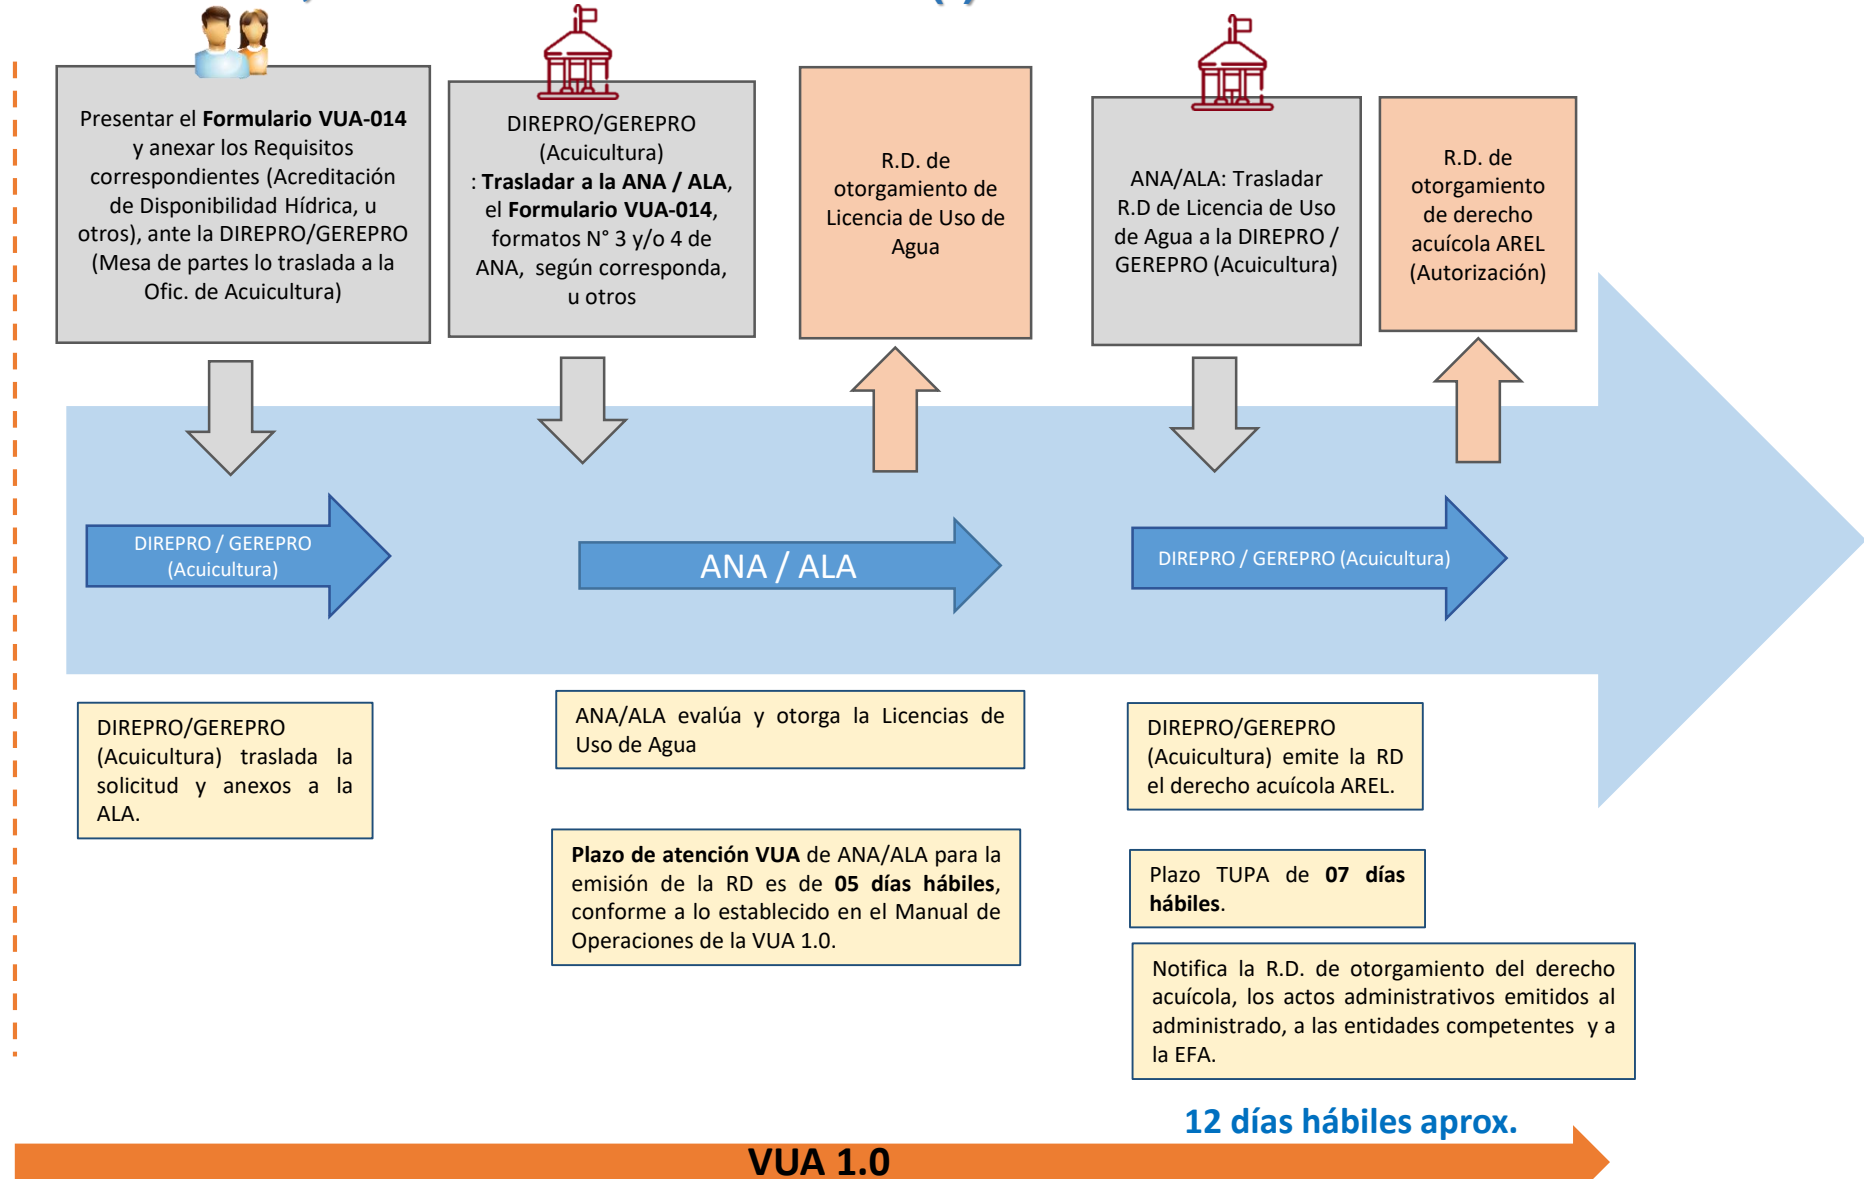 Presentar el Formulario VUA-014
y anexar los Requisitos
correspondientes (Acreditación
de Disponibilidad Hídrica, u
otros), ante la DIREPRO/GEREPRO
(Mesa de partes lo traslada a la
Ofic. de Acuicultura)
DIREPRO/GEREPRO
(Acuicultura)
: Trasladar a la ANA / ALA,
el Formulario VUA-014,
formatos N° 3 y/o 4 de
ANA, según corresponda,
u otros
R.D. de
otorgamiento de
Licencia de Uso de
Agua
ANA/ALA: Trasladar
R.D de Licencia de Uso
de Agua a la DIREPRO /
GEREPRO (Acuicultura)
R.D. de
otorgamiento
de derecho
acuícola AREL
(Autorización)
DIREPRO / GEREPRO
(Acuicultura)
ANA / ALA
DIREPRO / GEREPRO (Acuicultura)
DIREPRO/GEREPRO
(Acuicultura) traslada la
solicitud y anexos a la
ALA.
ANA/ALA evalúa y otorga la Licencias de
Uso de Agua
Plazo de atención VUA de ANA/ALA para la
emisión de la RD es de 05 días hábiles,
conforme a lo establecido en el Manual de
Operaciones de la VUA 1.0.
DIREPRO/GEREPRO
(Acuicultura) emite la RD
el derecho acuícola AREL.
Plazo TUPA de 07 días
hábiles.
Notifica la R.D. de otorgamiento del derecho
acuícola, los actos administrativos emitidos al
administrado, a las entidades competentes y a
la EFA.
12 días hábiles aprox.
VUA 1.0